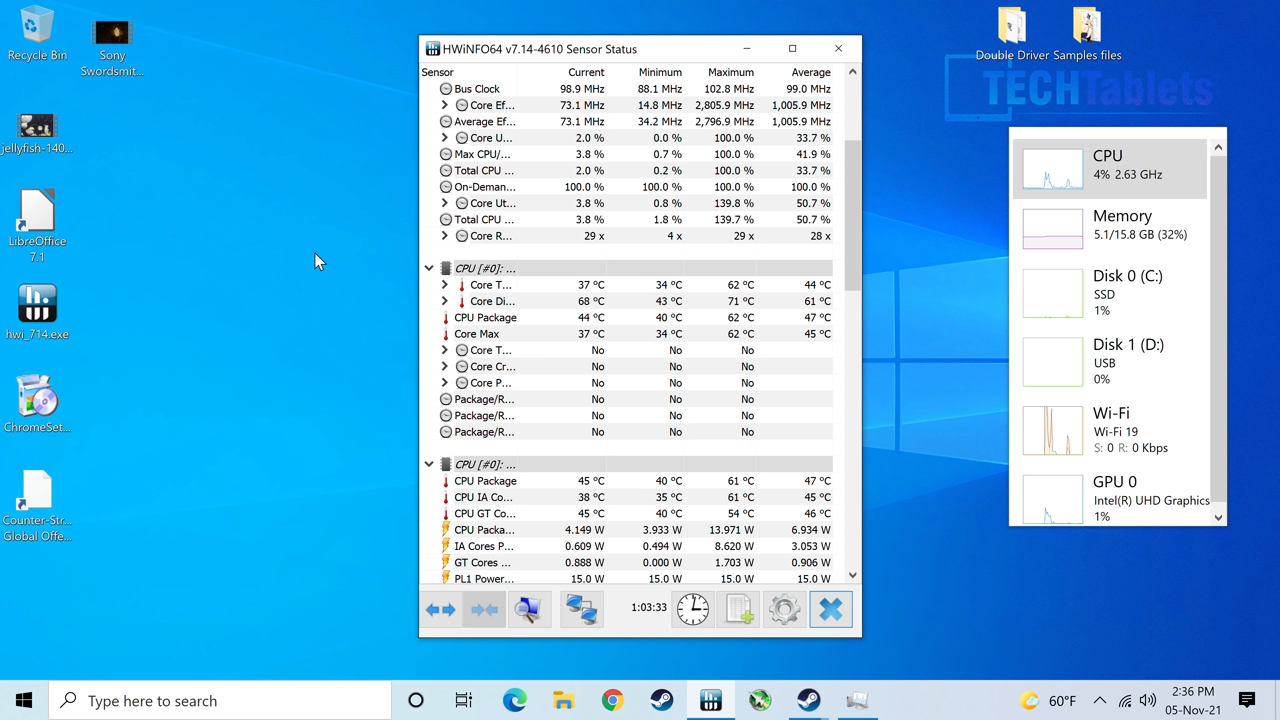 Recycle Bin
Sony
Swordsmit...
jellyfish-140...
LibreOffice
7.1
hwi_714.exe
ChromeSet...
Counter-Str...
Global Offe...
HWiNFO64 v7.14-4610 Sensor Status
Sensor Current Minimum Maximum Average
Bus Clock 98.9 MHz 88.1 MHz 102.8 MHz 99.0 MHz
Core Ef... 73.1 MHz 14.8 MHz 2,805.9 MHz 1,005.9 MHz
Average Ef... 73.1 MHz 34.2 MHz 2,796.9 MHz 1,005.9 MHz
Core U... 2.0 % 0.0 % 100.0 % 33.7 %
Max CPU/... 3.8 % 0.7 % 100.0 % 41.9 %
Total CPU ... 2.0 % 0.2 % 100.0 % 33.7 %
On-Deman... 100.0 % 100.0 % 100.0 % 100.0 %
Core Ut... 3.8 % 0.8 % 139.8 % 50.7 %
Total CPU ... 3.8 % 1.8 % 139.7 % 50.7 %
Core R... 29 x 4 x 29 x 28 x
CPU [#0]: ...
Core T... 37 °C 34 °C 62 °C 44 °C
Core Di... 68 °C 43 °C 71 °C 61 °C
CPU Package 44 °C 40 °C 62 °C 47 °C
Core Max 37 °C 34 °C 62 °C 45 °C
Core T... No No No
Core Cr... No No No
Core P... No No No
Package/R... No No No
Package/R... No No No
Package/R... No No No
CPU [#0]: ...
CPU Package 45 °C 40 °C 61 °C 47 °C
CPU IA Co... 38 °C 35 °C 61 °C 45 °C
CPU GT Co... 45 °C 40 °C 54 °C 46 °C
CPU Packa... 4.149 W 3.933 W 13.971 W 6.934 W
IA Cores P... 0.609 W 0.494 W 8.620 W 3.053 W
GT Cores ... 0.888 W 0.000 W 1.703 W 0.906 W
PL1 Power... 15.0 W 15.0 W 15.0 W 15.0 W
1:03:33
Double Driver
Samples files
TECHTablets
CPU
4% 2.63 GHz
Memory
5.1/15.8 GB (32%)
Disk 0 (C:)
SSD
1%
Disk 1 (D:)
USB
0%
Wi-Fi
Wi-Fi 19
S: 0 R: 0 Kbps
GPU 0
Intel(R) UHD Graphics
1%
Type here to search
60°F
2:36 PM
05-Nov-21